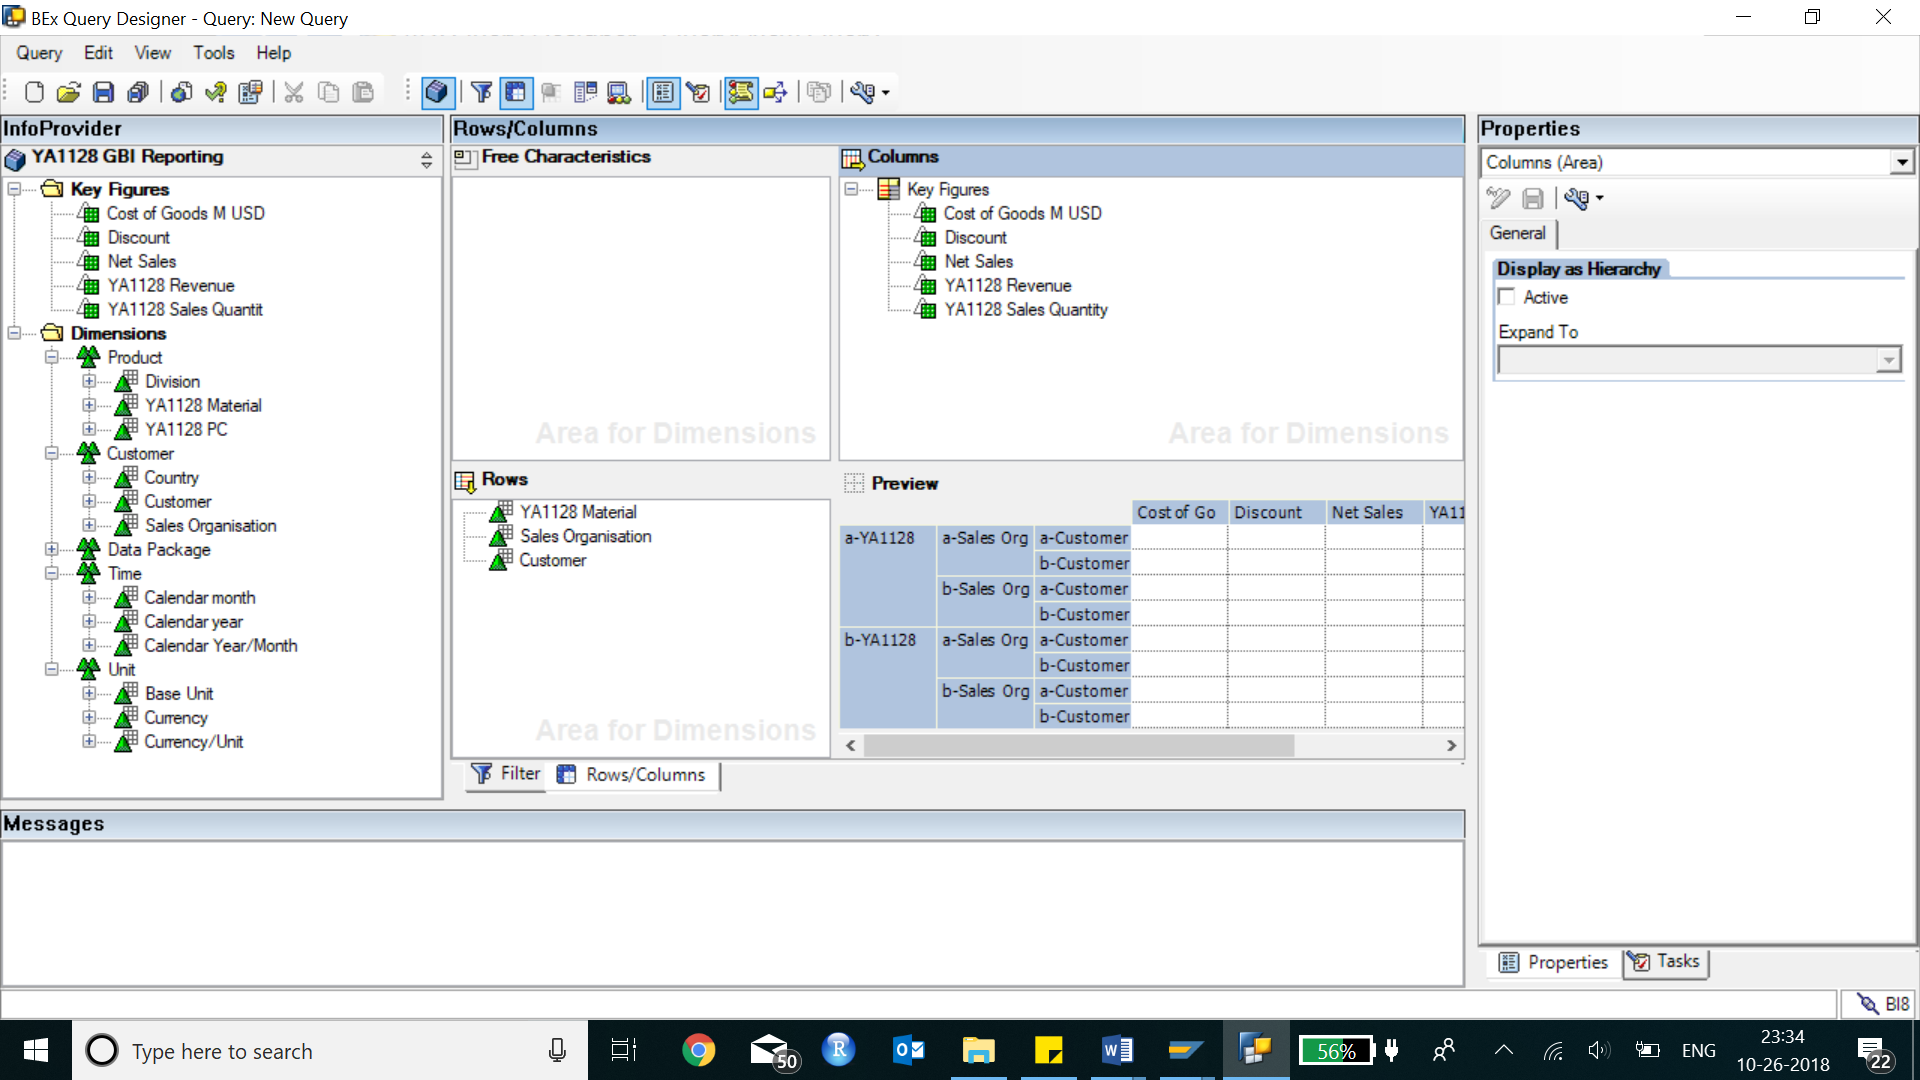 BEx Query Designer - Query: New Query
Query Edit View Tools Help
InfoProvider
YA1128 GBI Reporting
Key Figures
Cost of Goods M USD
Discount
Net Sales
YA1128 Revenue
YA1128 Sales Quantit
Dimensions
Product
Division
YA1128 Material
YA1128 PC
Customer
Country
Customer
Sales Organisation
Data Package
Time
Calendar month
Calendar year
Calendar Year/Month
Unit
Base Unit
Currency
Currency/Unit
Rows/Columns
Free Characteristics
Area for Dimensions
Columns
Key Figures
Cost of Goods M USD
Discount
Net Sales
YA1128 Revenue
YA1128 Sales Quantity
Area for Dimensions
Rows
YA1128 Material
Sales Organisation
Customer
Area for Dimensions
Preview
Cost of Go Discount Net Sales YA11
a-YA1128 a-Sales Org a-Customer
b-Customer
b-Sales Org a-Customer
b-Customer
b-YA1128 a-Sales Org a-Customer
b-Customer
b-Sales Org a-Customer
b-Customer
Filter Rows/Columns
Properties
Columns (Area)
General
Display as Hierarchy
Active
Expand To
Properties Tasks
Messages
BI8
Type here to search
50
R
56%
ENG
23:34
10-26-2018
22